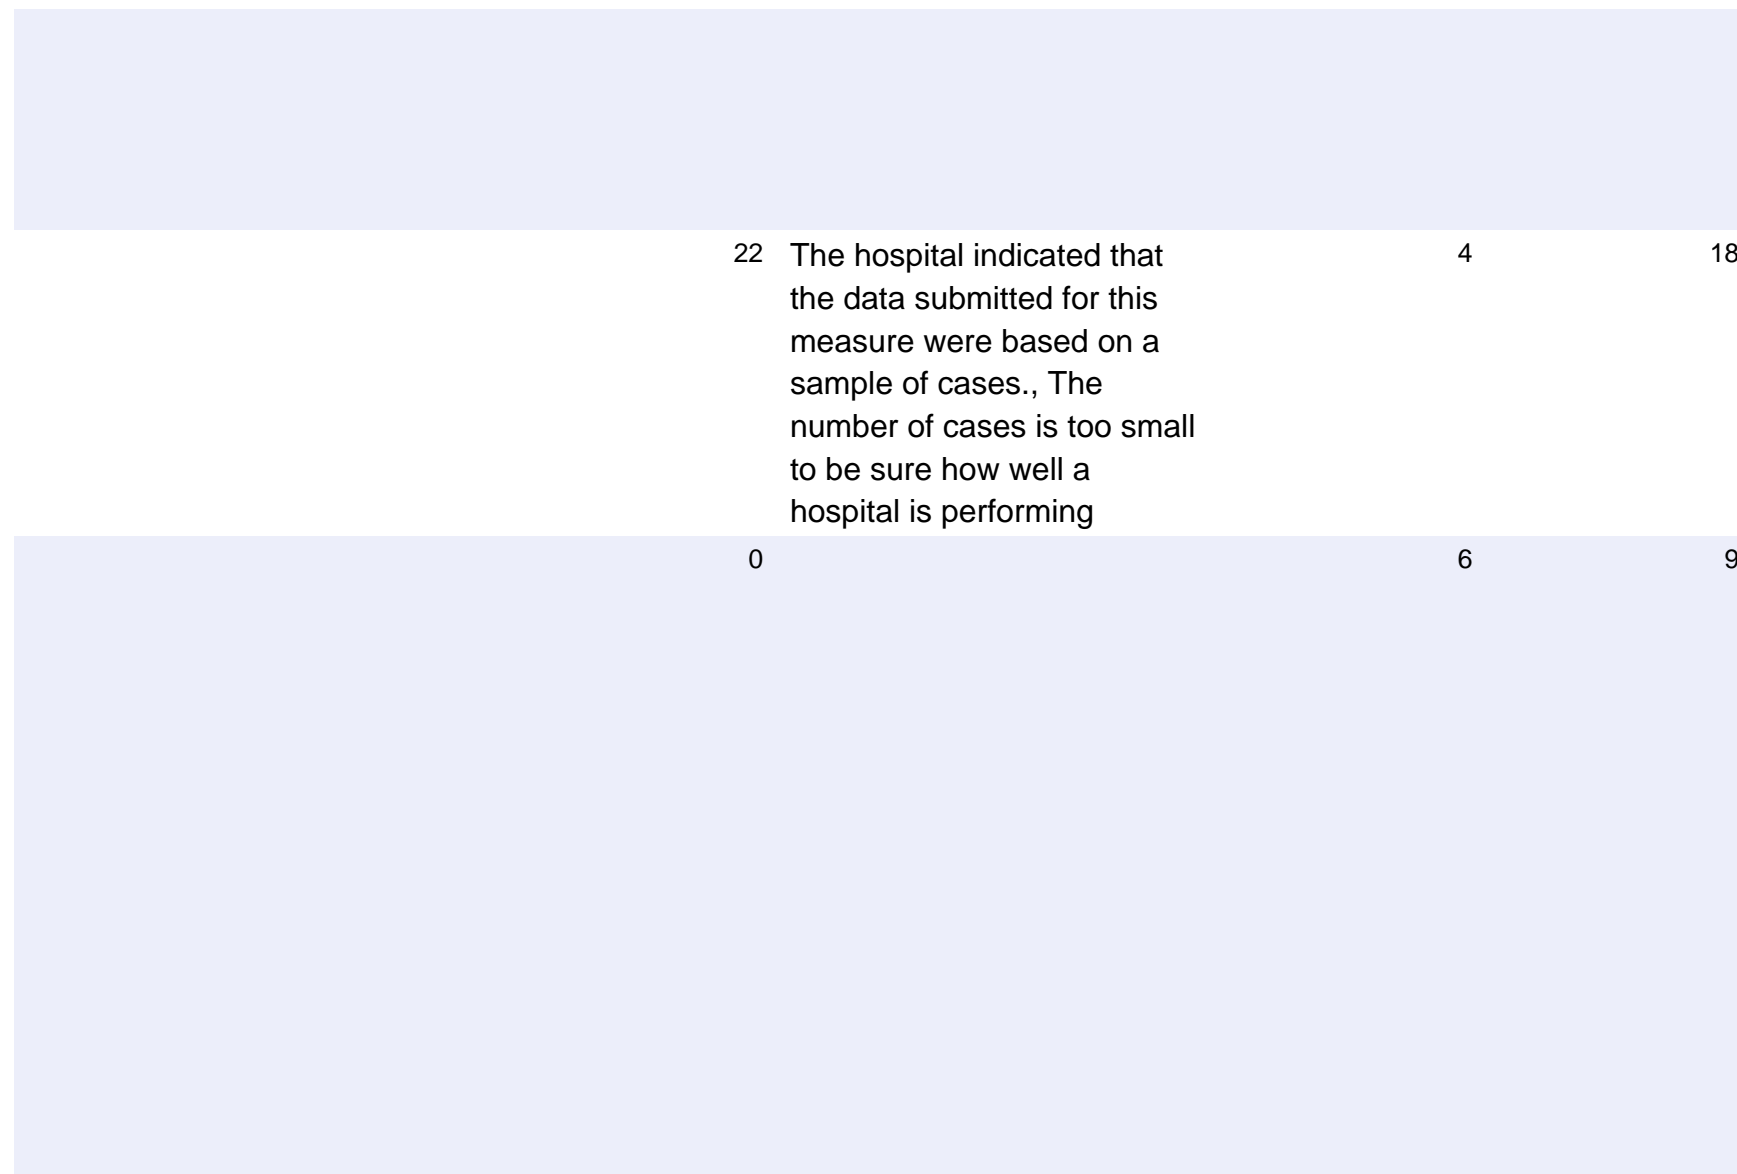 22 The hospital indicated that 4 18
the data submitted for this
measure were based on a
sample of cases., The
number of cases is too small
to be sure how well a
hospital is performing
0 6 9